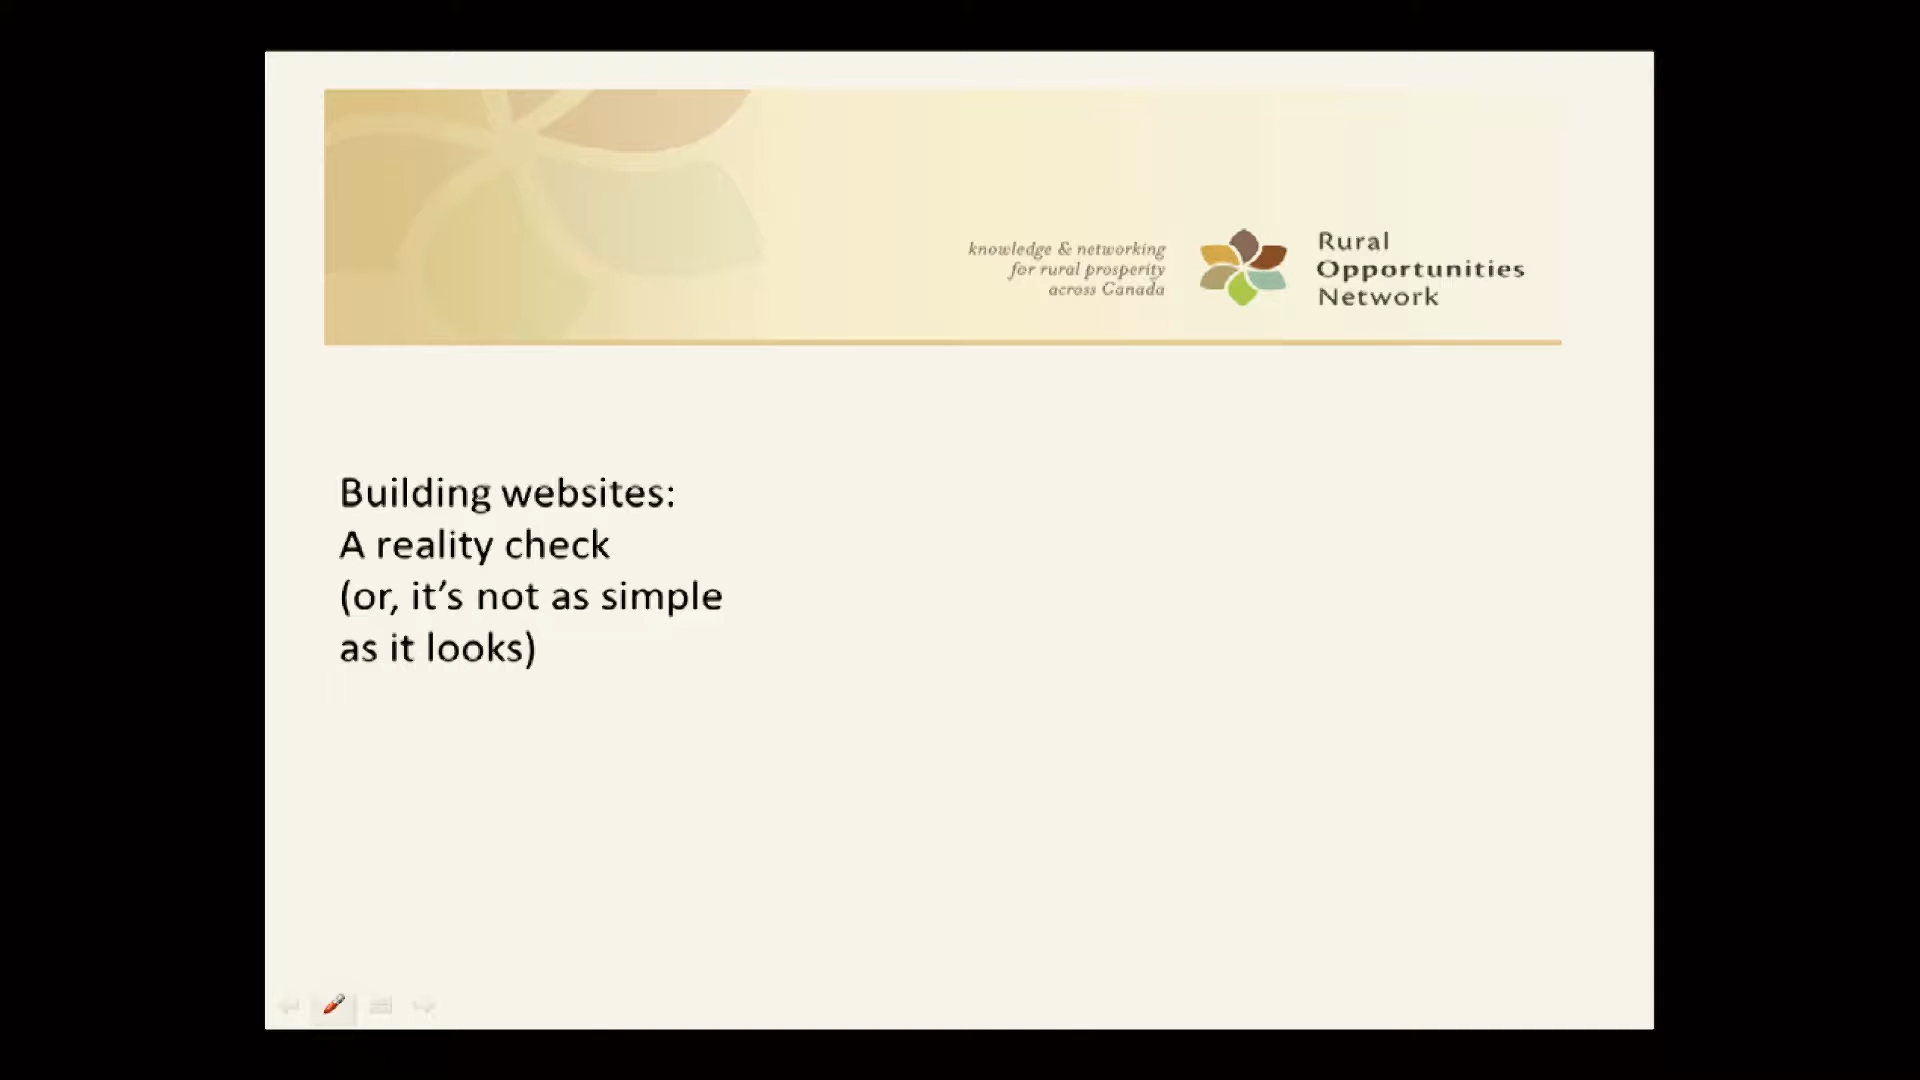 knowledge & networking
for rural prosperity
across Canada
Rural
Opportunities
Network
Building websites:
A reality check
(or, it’s not as simple
as it looks)